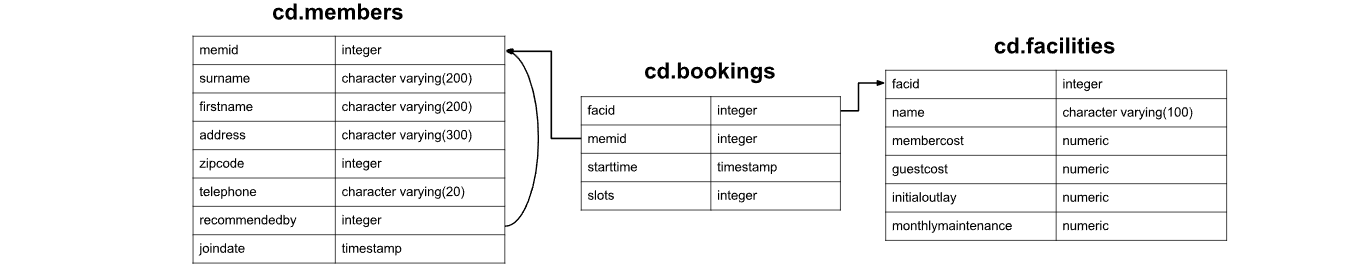 cd.members
memid integer
surname character varying(200)
firstname character varying(200)
address character varying(300)
zipcode integer
telephone character varying(20)
recommendedby integer
joindate timestamp
cd.bookings
facid integer
memid integer
starttime timestamp
slots integer
cd.facilities
facid integer
name character varying(100)
membercost numeric
guestcost numeric
initialoutlay numeric
monthlymaintenance numeric